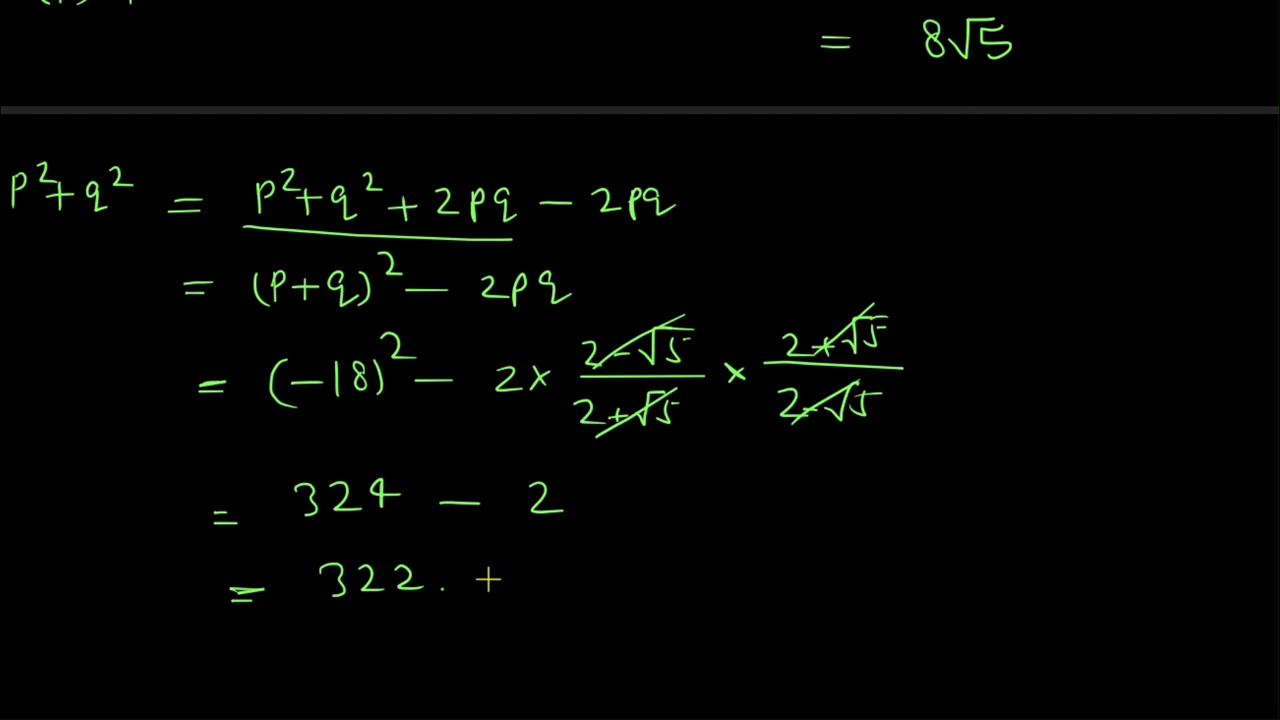 = 8√5
p²+q² = p²+q²+2pq − 2pq
= (p+q)² − 2pq
= (−18)² − 2 × (2−√5)/(2+√5) × (2+√5)/(2−√5)
= 324 − 2
= 322.